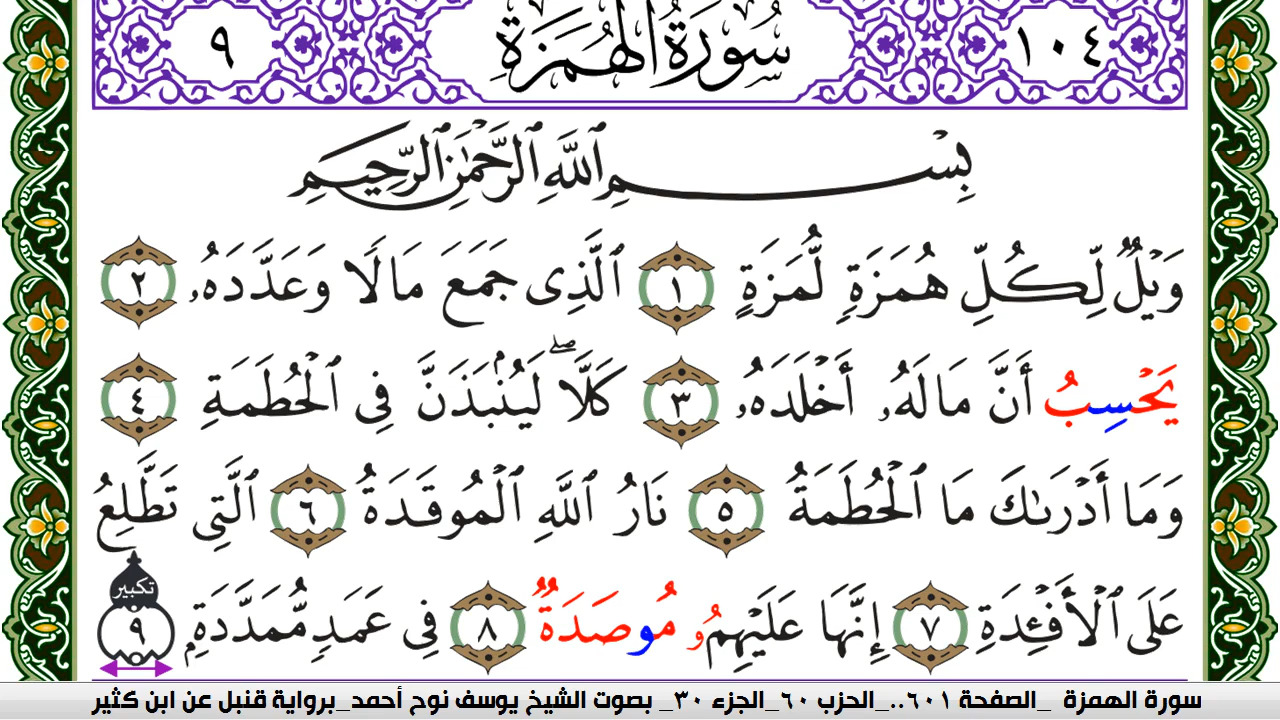 ١٠٤ سُورَةُ الهُمَزَةِ ٩
بِسْمِ ٱللَّهِ ٱلرَّحْمَٰنِ ٱلرَّحِيمِ
وَيْلٌ لِّكُلِّ هُمَزَةٍ لُّمَزَةٍ ١ ٱلَّذِى جَمَعَ مَالًا وَعَدَّدَهُۥ ٢
يَحْسِبُ أَنَّ مَالَهُۥ أَخْلَدَهُۥ ٣ كَلَّاۖ لَيُنۢبَذَنَّ فِى ٱلْحُطَمَةِ ٤
وَمَا أَدْرَىٰكَ مَا ٱلْحُطَمَةُ ٥ نَارُ ٱللَّهِ ٱلْمُوقَدَةُ ٦ ٱلَّتِى تَطَّلِعُ
عَلَى ٱلْأَفْـِٔدَةِ ٧ إِنَّهَا عَلَيْهِمُۥ مُوصَدَةٌ ٨ فِى عَمَدٍ مُّمَدَّدَةٍۭ ٩ تكبير
سورة الهمزة _الصفحة ٦٠١.._الحزب ٦٠_الجزء ٣٠_ بصوت الشيخ يوسف نوح أحمد_برواية قنبل عن ابن كثير